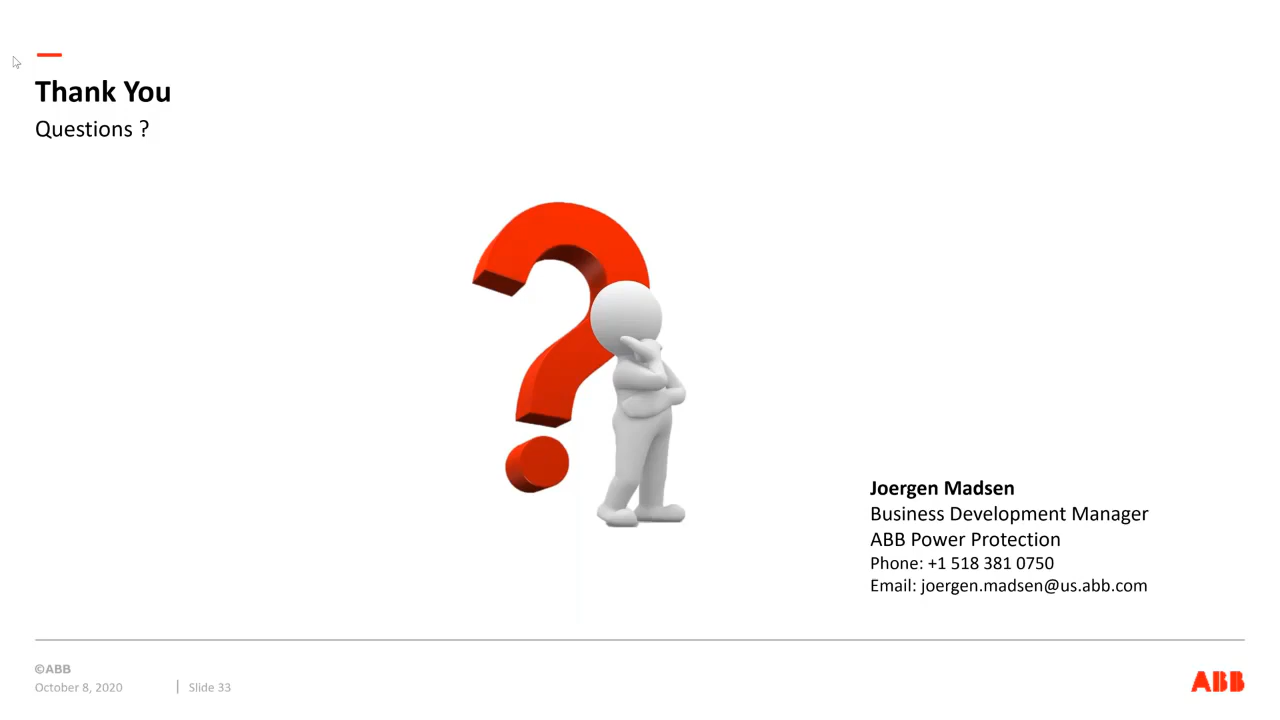 Thank You
Questions ?
Joergen Madsen
Business Development Manager
ABB Power Protection
Phone: +1 518 381 0750
Email: joergen.madsen@us.abb.com
©ABB
October 8, 2020 | Slide 33
ABB